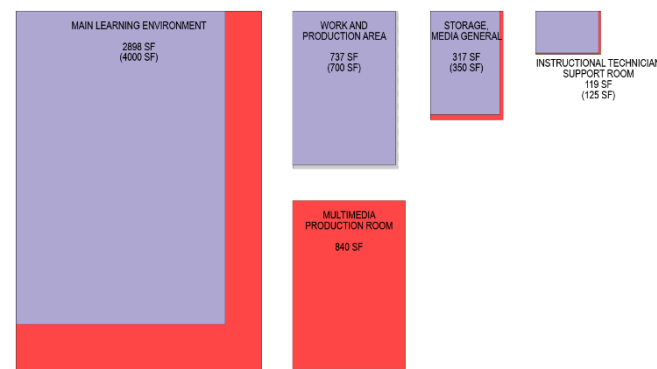 MAIN LEARNING ENVIRONMENT
2898 SF
(4000 SF)
WORK AND
PRODUCTION AREA
737 SF
(700 SF)
STORAGE,
MEDIA GENERAL
317 SF
(350 SF)
INSTRUCTIONAL TECHNICIAN
SUPPORT ROOM
119 SF
(125 SF)
MULTIMEDIA
PRODUCTION ROOM
840 SF